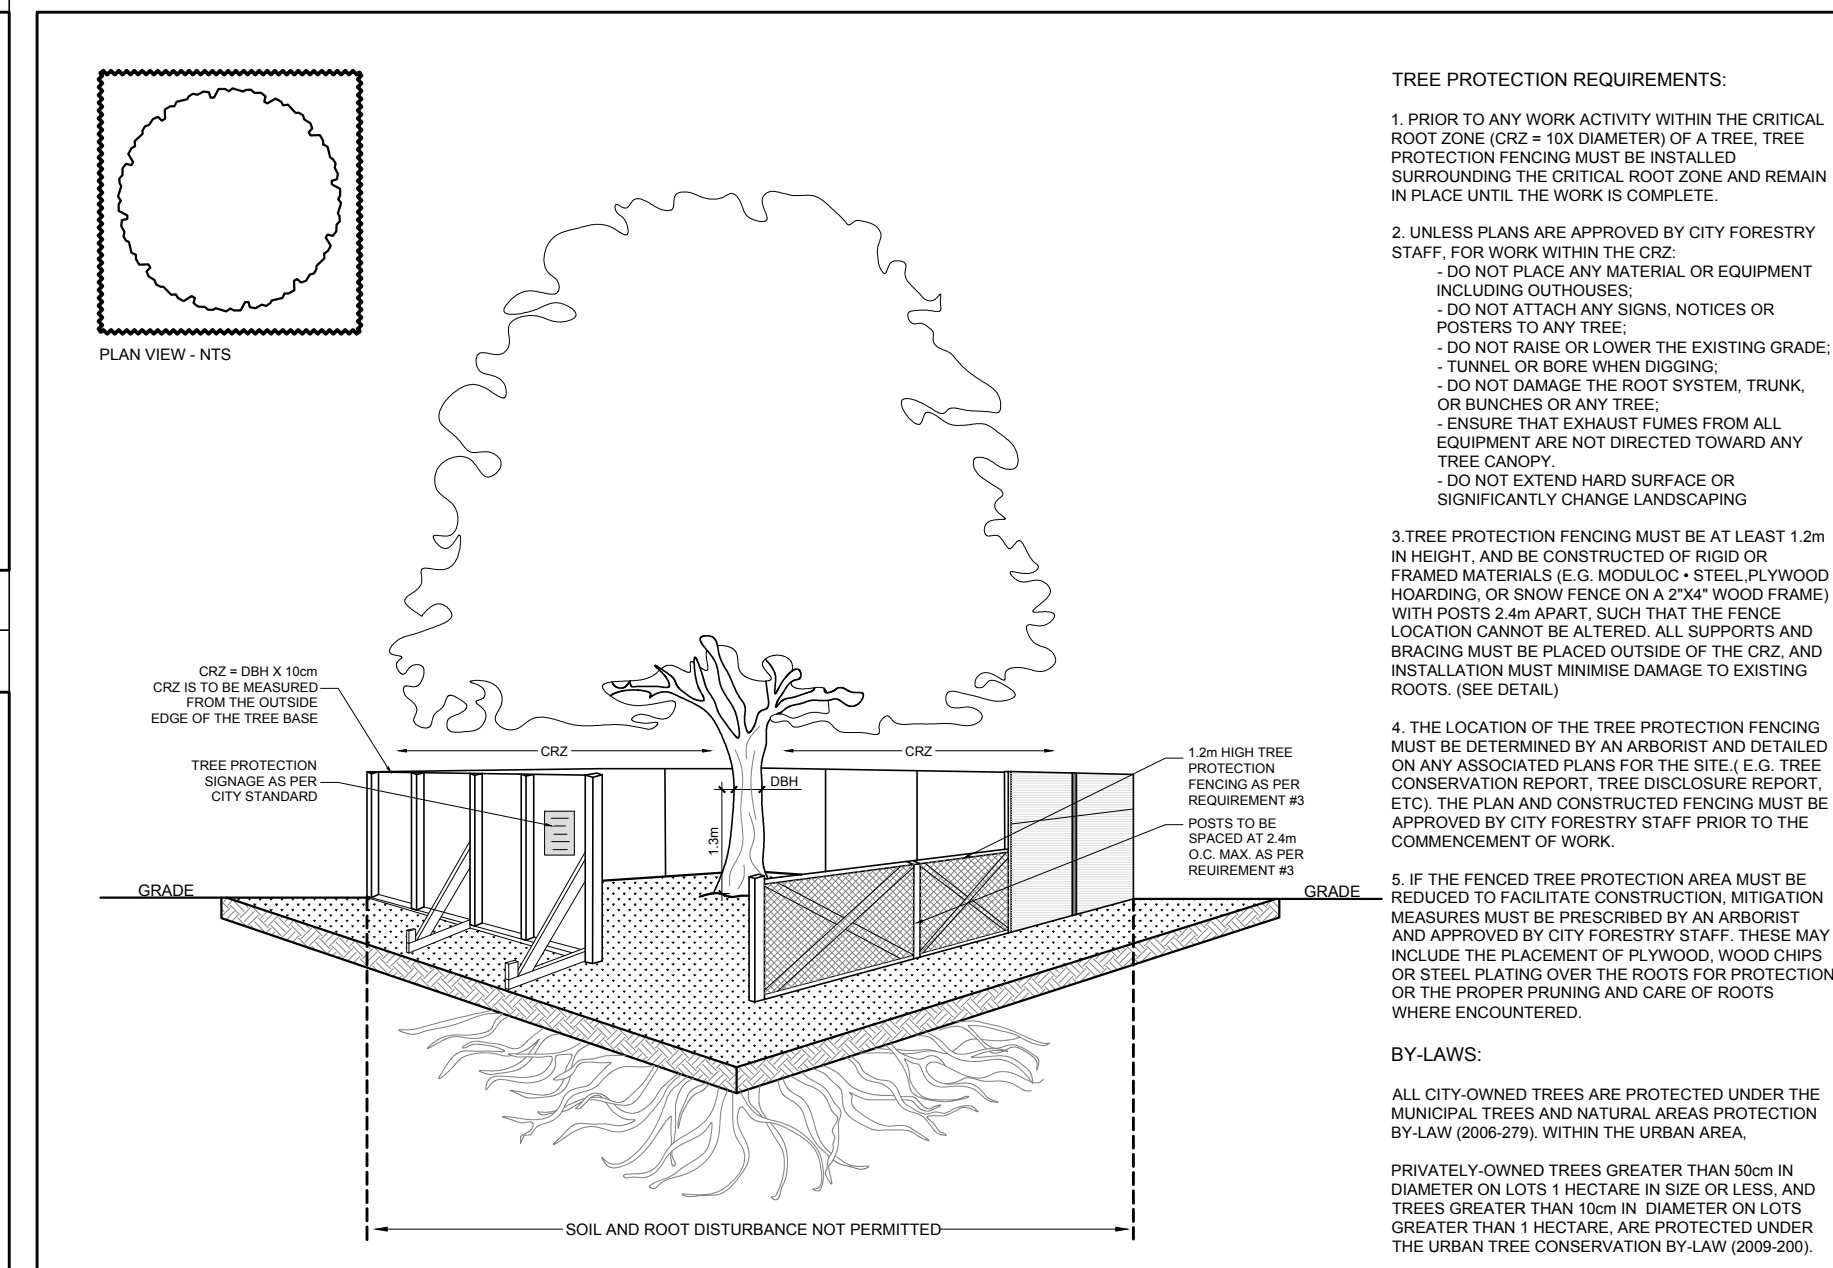 PLAN VIEW - NTS
CRZ = DBH X 10cm
CRZ IS TO BE MEASURED
FROM THE OUTSIDE
EDGE OF THE TREE BASE
TREE PROTECTION
SIGNAGE AS PER
CITY STANDARD
CRZ
CRZ
DBH
1.3m
1.2m HIGH TREE
PROTECTION
FENCING AS PER
REQUIREMENT #3
POSTS TO BE
SPACED AT 2.4m
O.C. MAX. AS PER
REUIREMENT #3
GRADE
GRADE
SOIL AND ROOT DISTURBANCE NOT PERMITTED
TREE PROTECTION REQUIREMENTS:
1. PRIOR TO ANY WORK ACTIVITY WITHIN THE CRITICAL
ROOT ZONE (CRZ = 10X DIAMETER) OF A TREE, TREE
PROTECTION FENCING MUST BE INSTALLED
SURROUNDING THE CRITICAL ROOT ZONE AND REMAIN
IN PLACE UNTIL THE WORK IS COMPLETE.
2. UNLESS PLANS ARE APPROVED BY CITY FORESTRY
STAFF, FOR WORK WITHIN THE CRZ:
- DO NOT PLACE ANY MATERIAL OR EQUIPMENT
INCLUDING OUTHOUSES;
- DO NOT ATTACH ANY SIGNS, NOTICES OR
POSTERS TO ANY TREE;
- DO NOT RAISE OR LOWER THE EXISTING GRADE;
- TUNNEL OR BORE WHEN DIGGING;
- DO NOT DAMAGE THE ROOT SYSTEM, TRUNK,
OR BUNCHES OR ANY TREE;
- ENSURE THAT EXHAUST FUMES FROM ALL
EQUIPMENT ARE NOT DIRECTED TOWARD ANY
TREE CANOPY.
- DO NOT EXTEND HARD SURFACE OR
SIGNIFICANTLY CHANGE LANDSCAPING
3.TREE PROTECTION FENCING MUST BE AT LEAST 1.2m
IN HEIGHT, AND BE CONSTRUCTED OF RIGID OR
FRAMED MATERIALS (E.G. MODULOC • STEEL,PLYWOOD
HOARDING, OR SNOW FENCE ON A 2"X4" WOOD FRAME)
WITH POSTS 2.4m APART, SUCH THAT THE FENCE
LOCATION CANNOT BE ALTERED. ALL SUPPORTS AND
BRACING MUST BE PLACED OUTSIDE OF THE CRZ, AND
INSTALLATION MUST MINIMISE DAMAGE TO EXISTING
ROOTS. (SEE DETAIL)
4. THE LOCATION OF THE TREE PROTECTION FENCING
MUST BE DETERMINED BY AN ARBORIST AND DETAILED
ON ANY ASSOCIATED PLANS FOR THE SITE.( E.G. TREE
CONSERVATION REPORT, TREE DISCLOSURE REPORT,
ETC). THE PLAN AND CONSTRUCTED FENCING MUST BE
APPROVED BY CITY FORESTRY STAFF PRIOR TO THE
COMMENCEMENT OF WORK.
5. IF THE FENCED TREE PROTECTION AREA MUST BE
REDUCED TO FACILITATE CONSTRUCTION, MITIGATION
MEASURES MUST BE PRESCRIBED BY AN ARBORIST
AND APPROVED BY CITY FORESTRY STAFF. THESE MAY
INCLUDE THE PLACEMENT OF PLYWOOD, WOOD CHIPS
OR STEEL PLATING OVER THE ROOTS FOR PROTECTION
OR THE PROPER PRUNING AND CARE OF ROOTS
WHERE ENCOUNTERED.
BY-LAWS:
ALL CITY-OWNED TREES ARE PROTECTED UNDER THE
MUNICIPAL TREES AND NATURAL AREAS PROTECTION
BY-LAW (2006-279). WITHIN THE URBAN AREA,
PRIVATELY-OWNED TREES GREATER THAN 50cm IN
DIAMETER ON LOTS 1 HECTARE IN SIZE OR LESS, AND
TREES GREATER THAN 10cm IN DIAMETER ON LOTS
GREATER THAN 1 HECTARE, ARE PROTECTED UNDER
THE URBAN TREE CONSERVATION BY-LAW (2009-200).